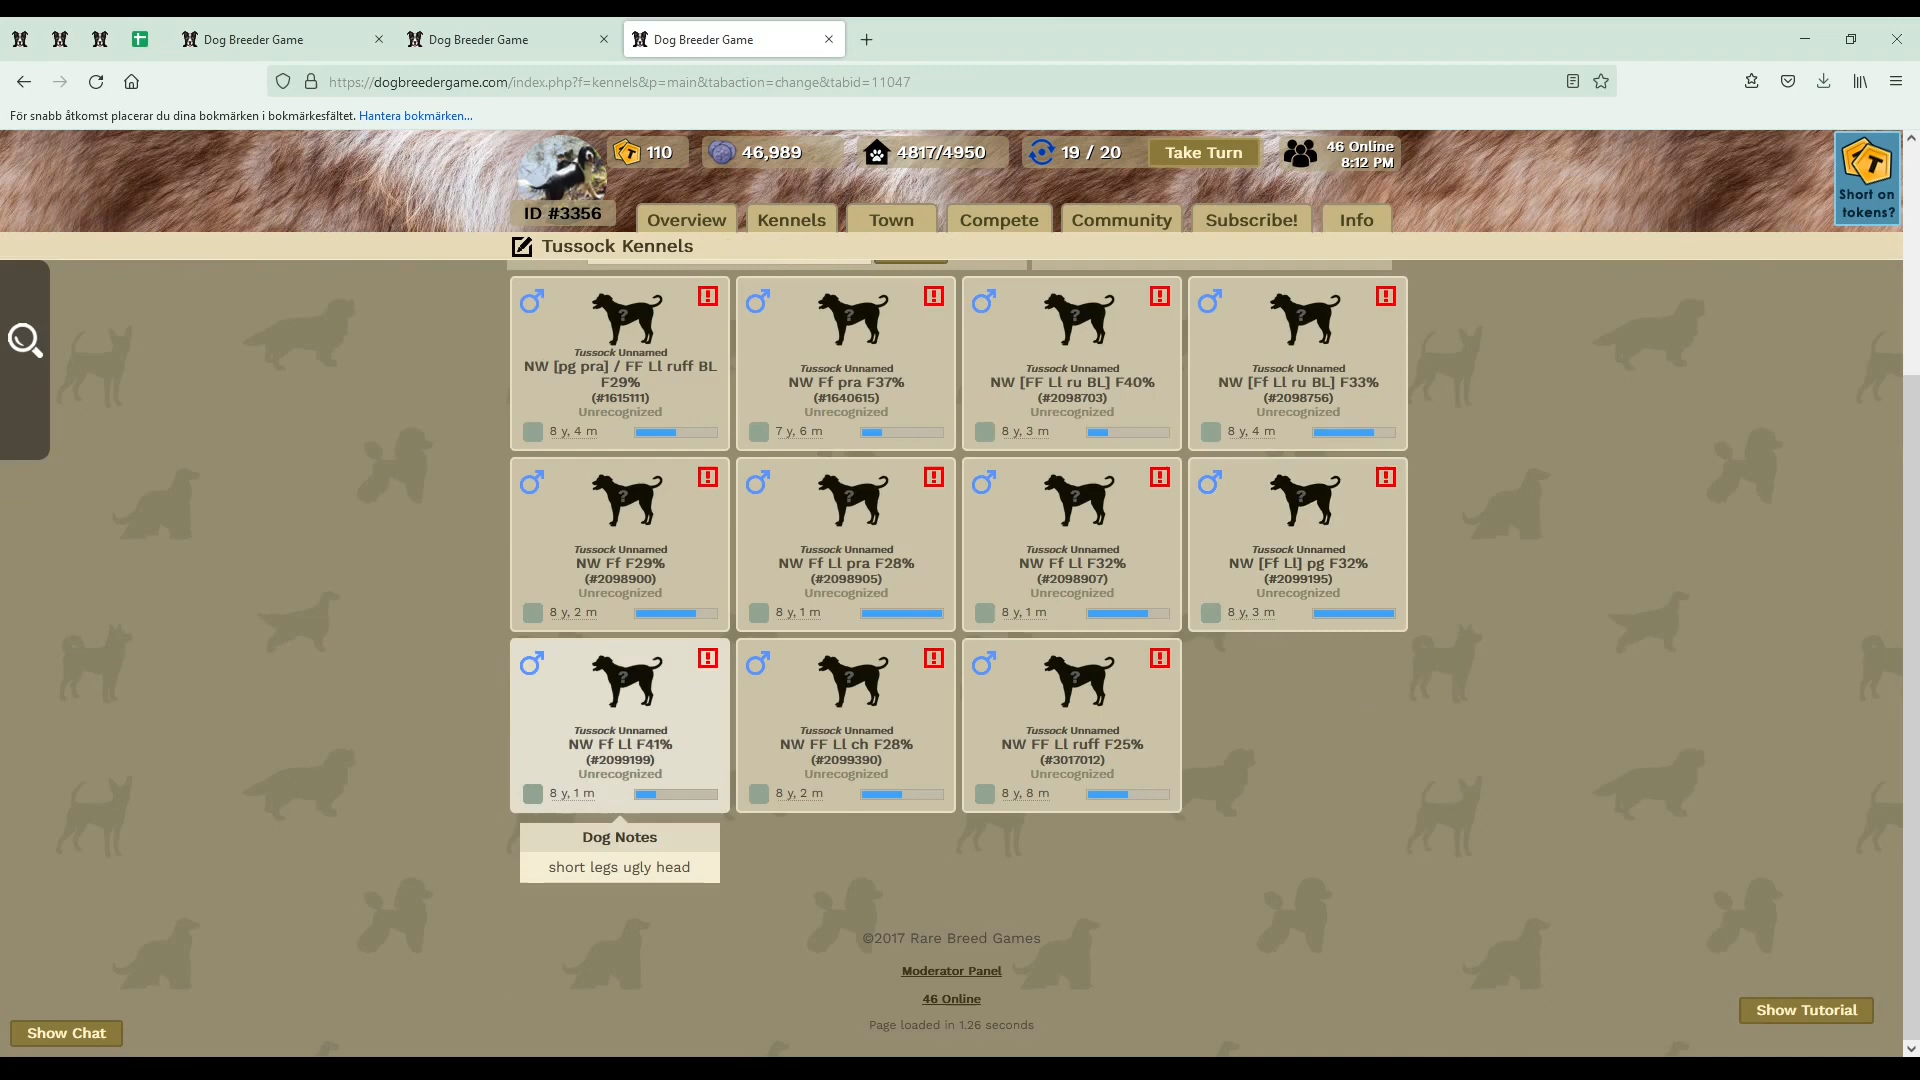 Dog Breeder Game
Dog Breeder Game
Dog Breeder Game
https://dogbreedergame.com/index.php?f=kennels&p=main&tabaction=change&tabid=11047
För snabb åtkomst placerar du dina bokmärken i bokmärkesfältet. Hantera bokmärken...
110
46,989
4817/4950
19 / 20
Take Turn
46 Online
8:12 PM
T
Short on
tokens?
ID #3356
Overview
Kennels
Town
Compete
Community
Subscribe!
Info
Tussock Kennels
Tussock Unnamed
NW [pg pra] / FF Ll ruff BL
F29%
(#1615111)
Unrecognized
8 y, 4 m
Tussock Unnamed
NW Ff pra F37%
(#1640615)
Unrecognized
7 y, 6 m
Tussock Unnamed
NW [FF Ll ru BL] F40%
(#2098703)
Unrecognized
8 y, 3 m
Tussock Unnamed
NW [Ff Ll ru BL] F33%
(#2098756)
Unrecognized
8 y, 4 m
Tussock Unnamed
NW Ff F29%
(#2098900)
Unrecognized
8 y, 2 m
Tussock Unnamed
NW Ff Ll pra F28%
(#2098905)
Unrecognized
8 y, 1 m
Tussock Unnamed
NW Ff Ll F32%
(#2098907)
Unrecognized
8 y, 1 m
Tussock Unnamed
NW [Ff Ll] pg F32%
(#2099195)
Unrecognized
8 y, 3 m
Tussock Unnamed
NW Ff Ll F41%
(#2099199)
Unrecognized
8 y, 1 m
Tussock Unnamed
NW FF Ll ch F28%
(#2099390)
Unrecognized
8 y, 2 m
Tussock Unnamed
NW FF Ll ruff F25%
(#3017012)
Unrecognized
8 y, 8 m
Dog Notes
short legs ugly head
©2017 Rare Breed Games
Moderator Panel
46 Online
Page loaded in 1.26 seconds
Show Chat
Show Tutorial